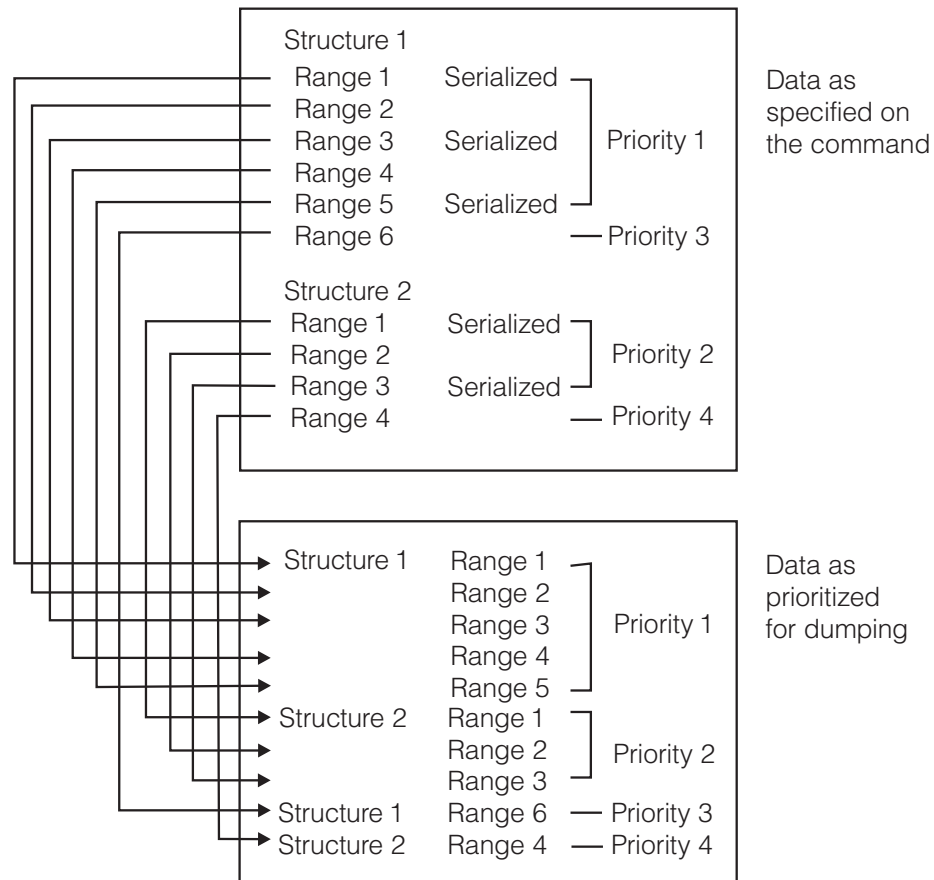 Structure 1
Range 1 Serialized
Range 2
Range 3 Serialized
Range 4
Range 5 Serialized
Range 6
Priority 1
Priority 3
Structure 2
Range 1 Serialized
Range 2
Range 3 Serialized
Range 4
Priority 2
Priority 4
Data as
specified on
the command
Structure 1 Range 1
Range 2
Range 3
Range 4
Range 5
Priority 1
Structure 2 Range 1
Range 2
Range 3
Priority 2
Structure 1 Range 6 Priority 3
Structure 2 Range 4 Priority 4
Data as
prioritized
for dumping